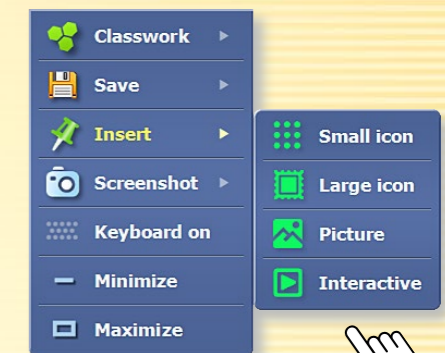 Classwork
Save
Insert
Screenshot
Keyboard on
Minimize
Maximize
Small icon
Large icon
Picture
Interactive